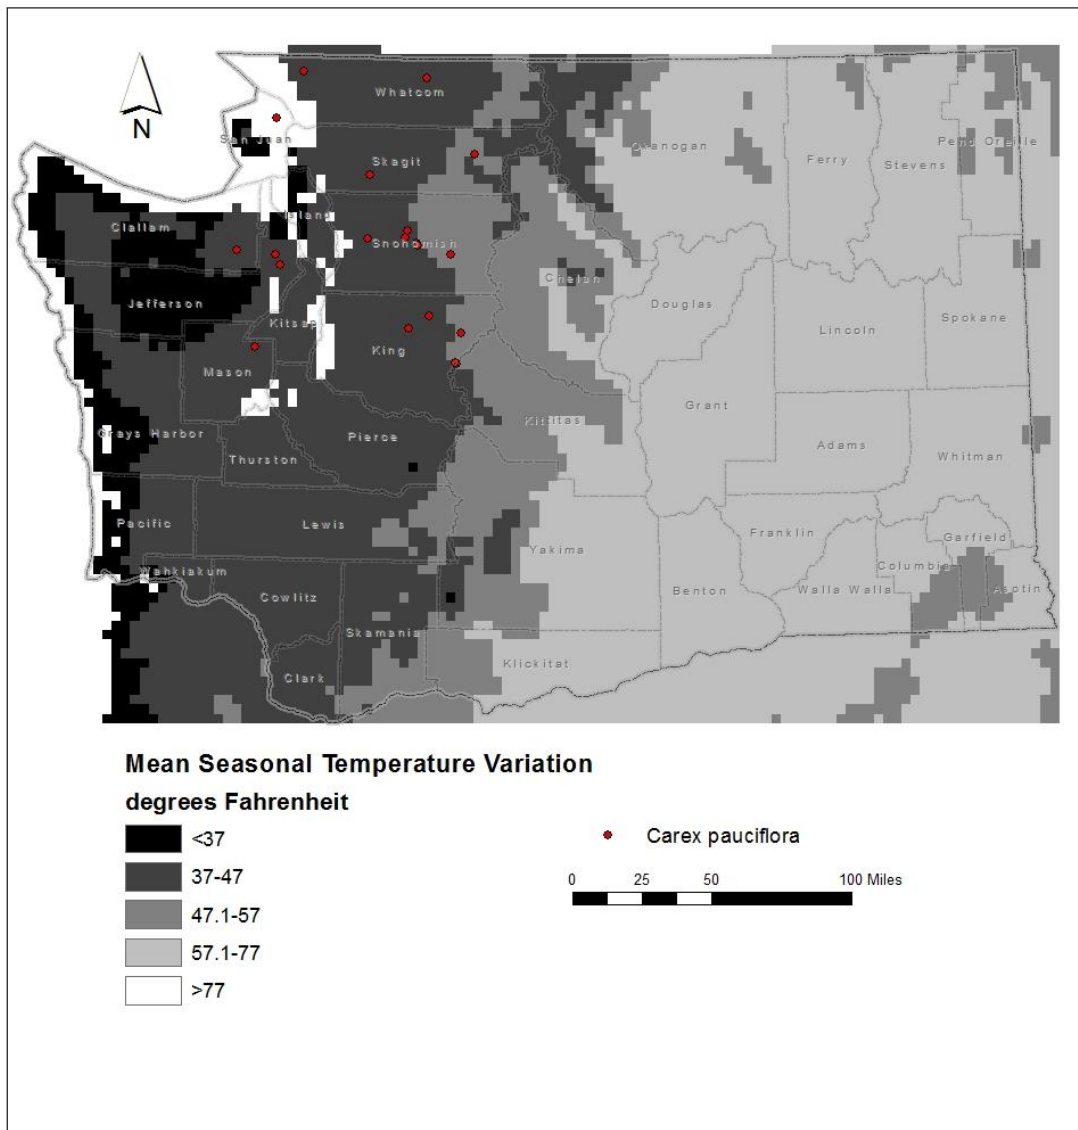 Whatcom
San Juan
Skagit
Okanogan
Ferry
Stevens
Pend Oreille
Island
Clallam
Snohomish
Chelan
Jefferson
Douglas
Kitsap
Lincoln
Spokane
King
Mason
Grant
Kittitas
Grays Harbor
Pierce
Adams
Thurston
Whitman
Pacific
Lewis
Franklin
Garfield
Yakima
Wahkiakum
Columbia
Cowlitz
Benton
Walla Walla
Asotin
Skamania
Klickitat
Clark
N
Mean Seasonal Temperature Variation
degrees Fahrenheit
<37
37-47
47.1-57
57.1-77
>77
Carex pauciflora
0 25 50 100 Miles